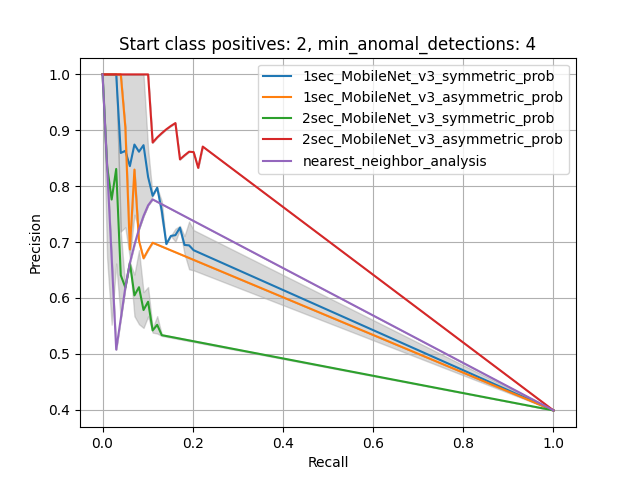 Start class positives: 2, min_anomal_detections: 4
1sec_MobileNet_v3_symmetric_prob
1sec_MobileNet_v3_asymmetric_prob
2sec_MobileNet_v3_symmetric_prob
2sec_MobileNet_v3_asymmetric_prob
nearest_neighbor_analysis
Precision
1.0
0.9
0.8
0.7
0.6
0.5
0.4
0.0 0.2 0.4 0.6 0.8 1.0
Recall